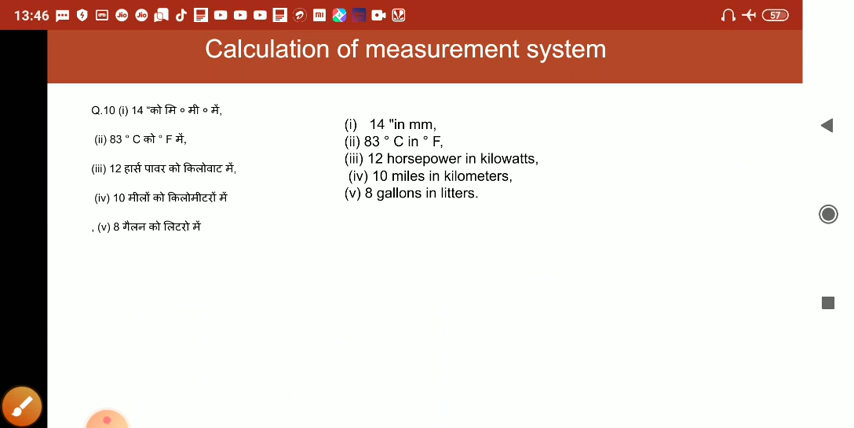 13:46
57
Calculation of measurement system
Q.10 (i) 14 "को मि ० मी ० में,
(ii) 83 ° C को ° F में,
(iii) 12 हार्स पावर को किलोवाट में,
(iv) 10 मीलों को किलोमीटरों में
, (v) 8 गैलन को लिटरो में
(i) 14 "in mm,
(ii) 83 ° C in ° F,
(iii) 12 horsepower in kilowatts,
(iv) 10 miles in kilometers,
(v) 8 gallons in litters.